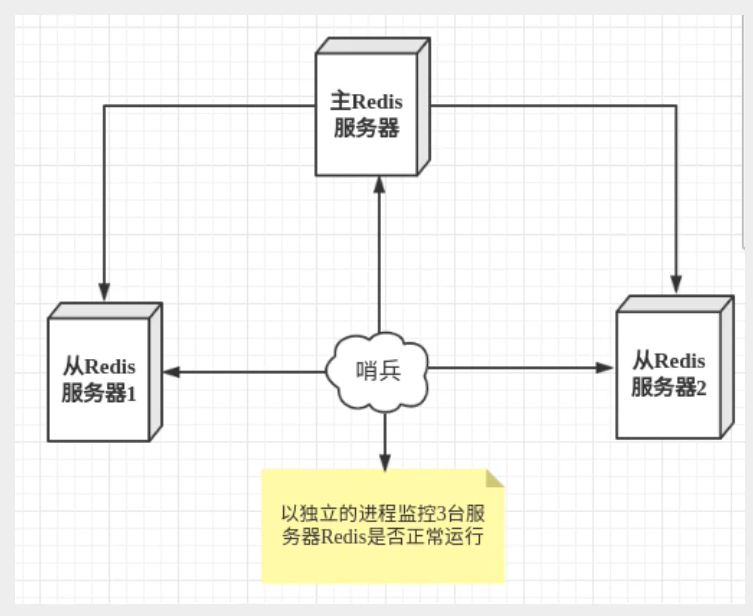 主Redis
服务器
从Redis
服务器1
哨兵
从Redis
服务器2
以独立的进程监控3台服
务器Redis是否正常运行